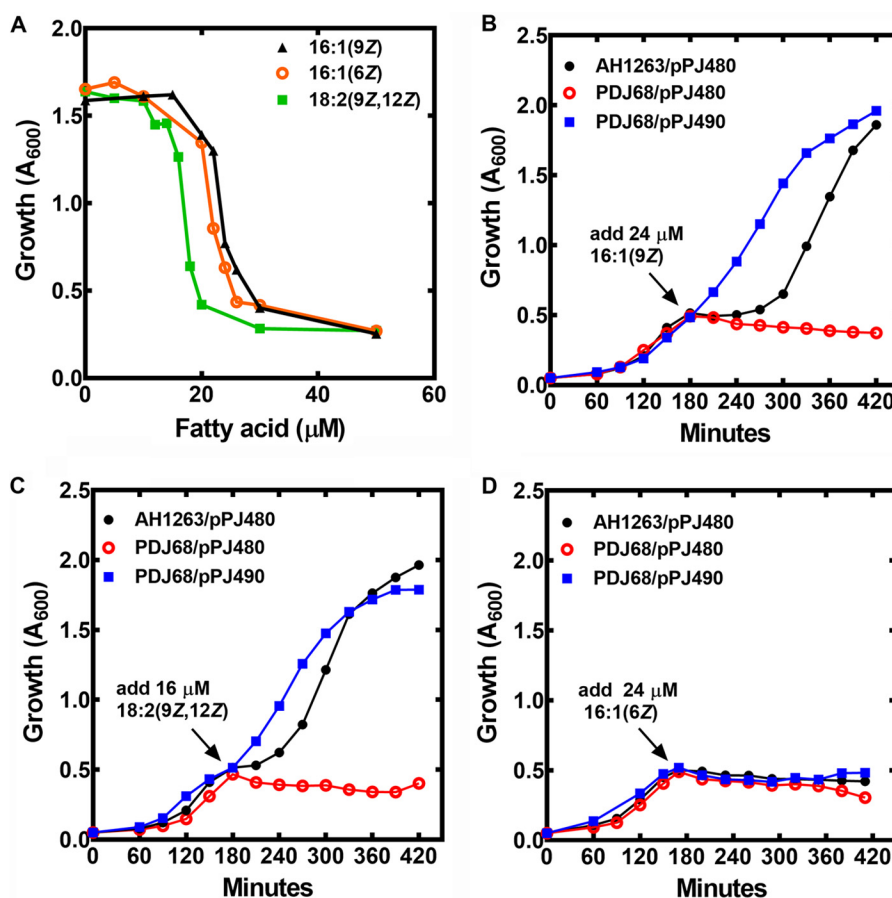 A
2.0
1.5
1.0
0.5
0.0
0
20
40
60
Growth (A600)
Fatty acid (μM)
16:1(9Z)
16:1(6Z)
18:2(9Z,12Z)
B
2.5
2.0
1.5
1.0
0.5
0.0
0 60 120 180 240 300 360 420
Growth (A600)
Minutes
AH1263/pPJ480
PDJ68/pPJ480
PDJ68/pPJ490
add 24 μM
16:1(9Z)
C
2.5
2.0
1.5
1.0
0.5
0.0
0 60 120 180 240 300 360 420
Growth (A600)
Minutes
AH1263/pPJ480
PDJ68/pPJ480
PDJ68/pPJ490
add 16 μM
18:2(9Z,12Z)
D
2.5
2.0
1.5
1.0
0.5
0.0
0 60 120 180 240 300 360 420
Growth (A600)
Minutes
AH1263/pPJ480
PDJ68/pPJ480
PDJ68/pPJ490
add 24 μM
16:1(6Z)